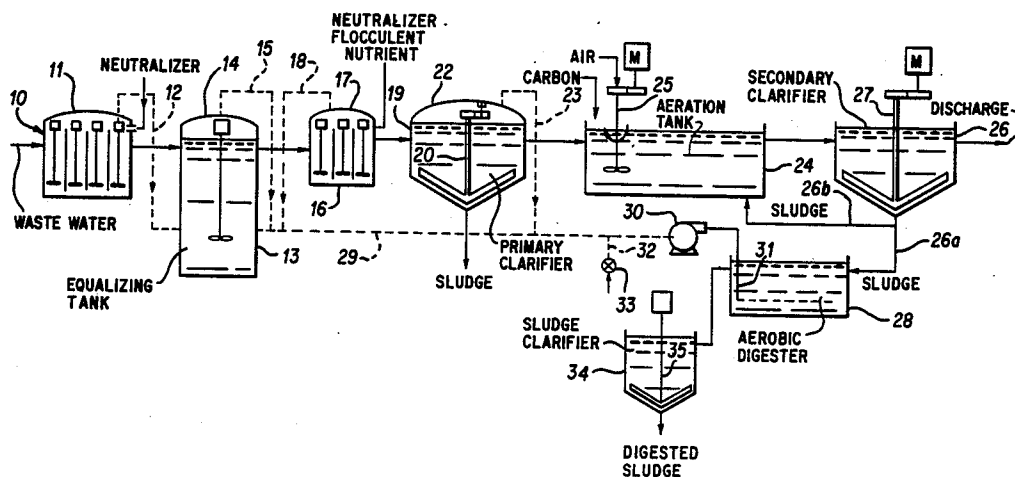 NEUTRALIZER
FLOCCULENT
NUTRIENT
11
NEUTRALIZER
12
14
15
18
17
19
22
23
AIR
CARBON
M
25
AERATION
TANK
M
SECONDARY
CLARIFIER
27
DISCHARGE
26
10
WASTE WATER
20
24
16
EQUALIZING
TANK
13
29
SLUDGE
PRIMARY
CLARIFIER
30
32
33
SLUDGE
26b
26a
SLUDGE
31
28
AEROBIC
DIGESTER
SLUDGE
CLARIFIER
34
35
DIGESTED
SLUDGE